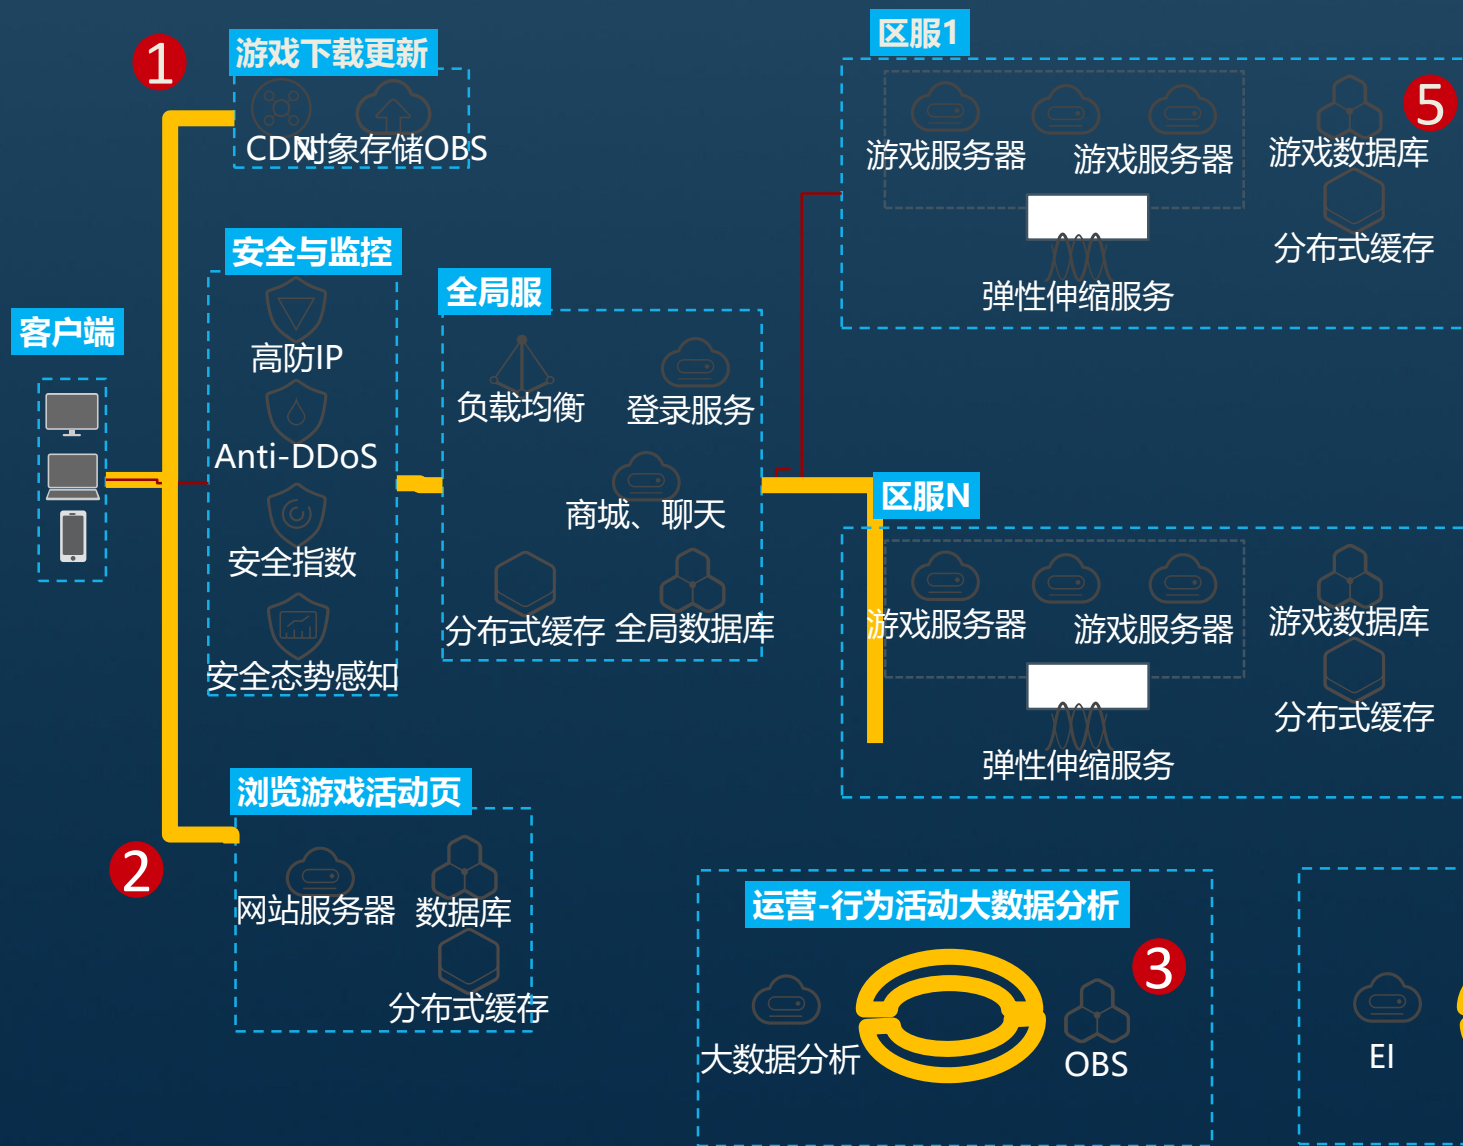 1
游戏下载更新
CDN
对象存储OBS
客户端
安全与监控
高防IP
Anti-DDoS
安全指数
安全态势感知
全局服
负载均衡
登录服务
商城、聊天
分布式缓存
全局数据库
区服1
5
游戏服务器
游戏服务器
游戏数据库
分布式缓存
弹性伸缩服务
区服N
游戏服务器
游戏服务器
游戏数据库
分布式缓存
弹性伸缩服务
2
浏览游戏活动页
网站服务器
数据库
分布式缓存
运营-行为活动大数据分析
3
大数据分析
OBS
EI